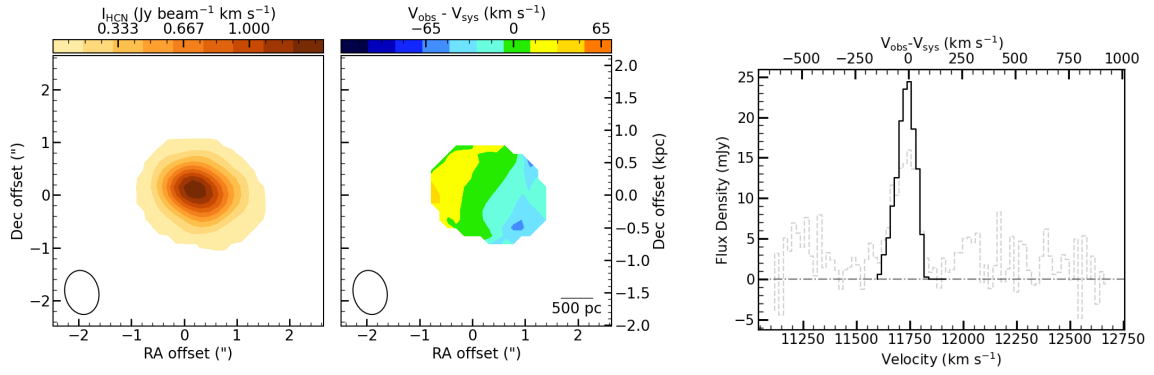 I_HCN (Jy beam⁻¹ km s⁻¹)
0.333 0.667 1.000
V_obs - V_sys (km s⁻¹)
−65 0 65
2
1
0
−1
−2
Dec offset (")
−2 −1 0 1 2
RA offset (")
500 pc
−2 −1 0 1 2
RA offset (")
2.0
1.5
1.0
0.5
0.0
−0.5
−1.0
−1.5
−2.0
Dec offset (kpc)
V_obs-V_sys (km s⁻¹)
−500 −250 0 250 500 750 1000
25
20
15
10
5
0
−5
Flux Density (mJy)
11250 11500 11750 12000 12250 12500 12750
Velocity (km s⁻¹)